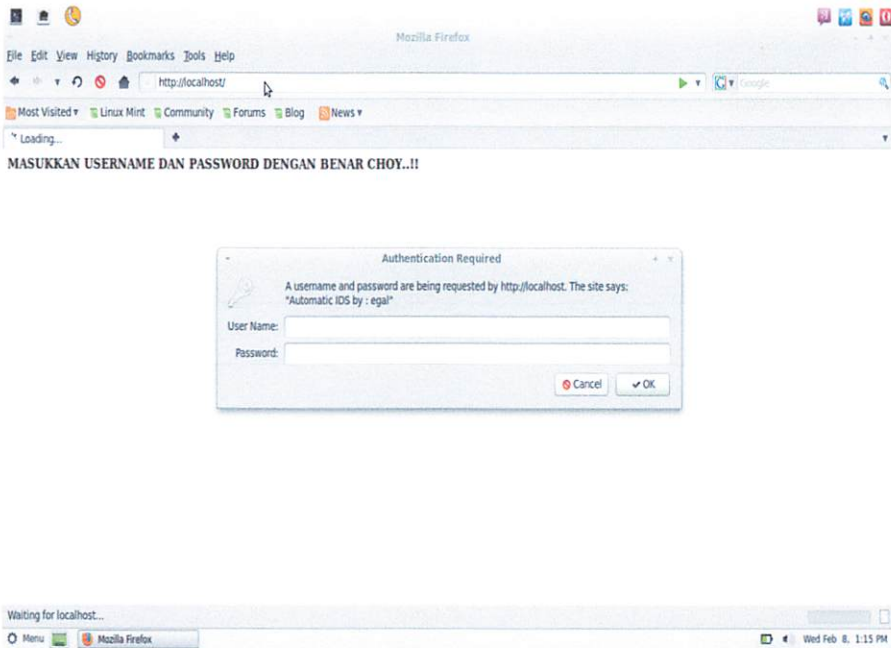 Mozilla Firefox
File Edit View History Bookmarks Tools Help
http://localhost/
Google
Most Visited Linux Mint Community Forums Blog News
Loading...
MASUKKAN USERNAME DAN PASSWORD DENGAN BENAR CHOY..!!
Authentication Required
A username and password are being requested by http://localhost. The site says:
"Automatic IDS by : egal"
User Name:
Password:
Cancel OK
Waiting for localhost...
Menu Mozilla Firefox Wed Feb 8, 1:15 PM